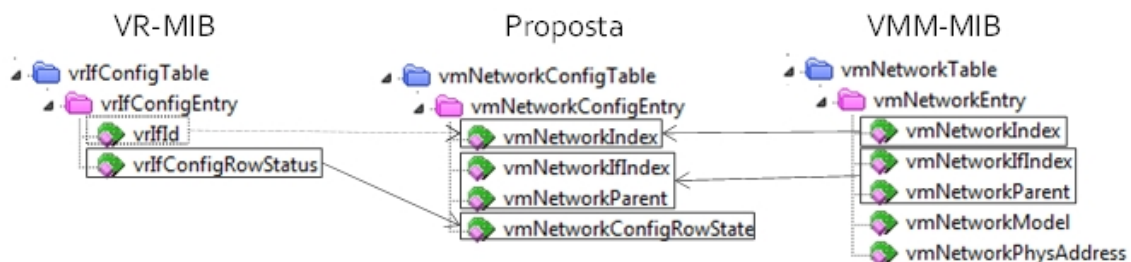 VR-MIB
vrIfConfigTable
vrIfConfigEntry
vrIfId
vrIfConfigRowStatus
Proposta
vmNetworkConfigTable
vmNetworkConfigEntry
vmNetworkIndex
vmNetworkIfIndex
vmNetworkParent
vmNetworkConfigRowState
VMM-MIB
vmNetworkTable
vmNetworkEntry
vmNetworkIndex
vmNetworkIfIndex
vmNetworkParent
vmNetworkModel
vmNetworkPhysAddress